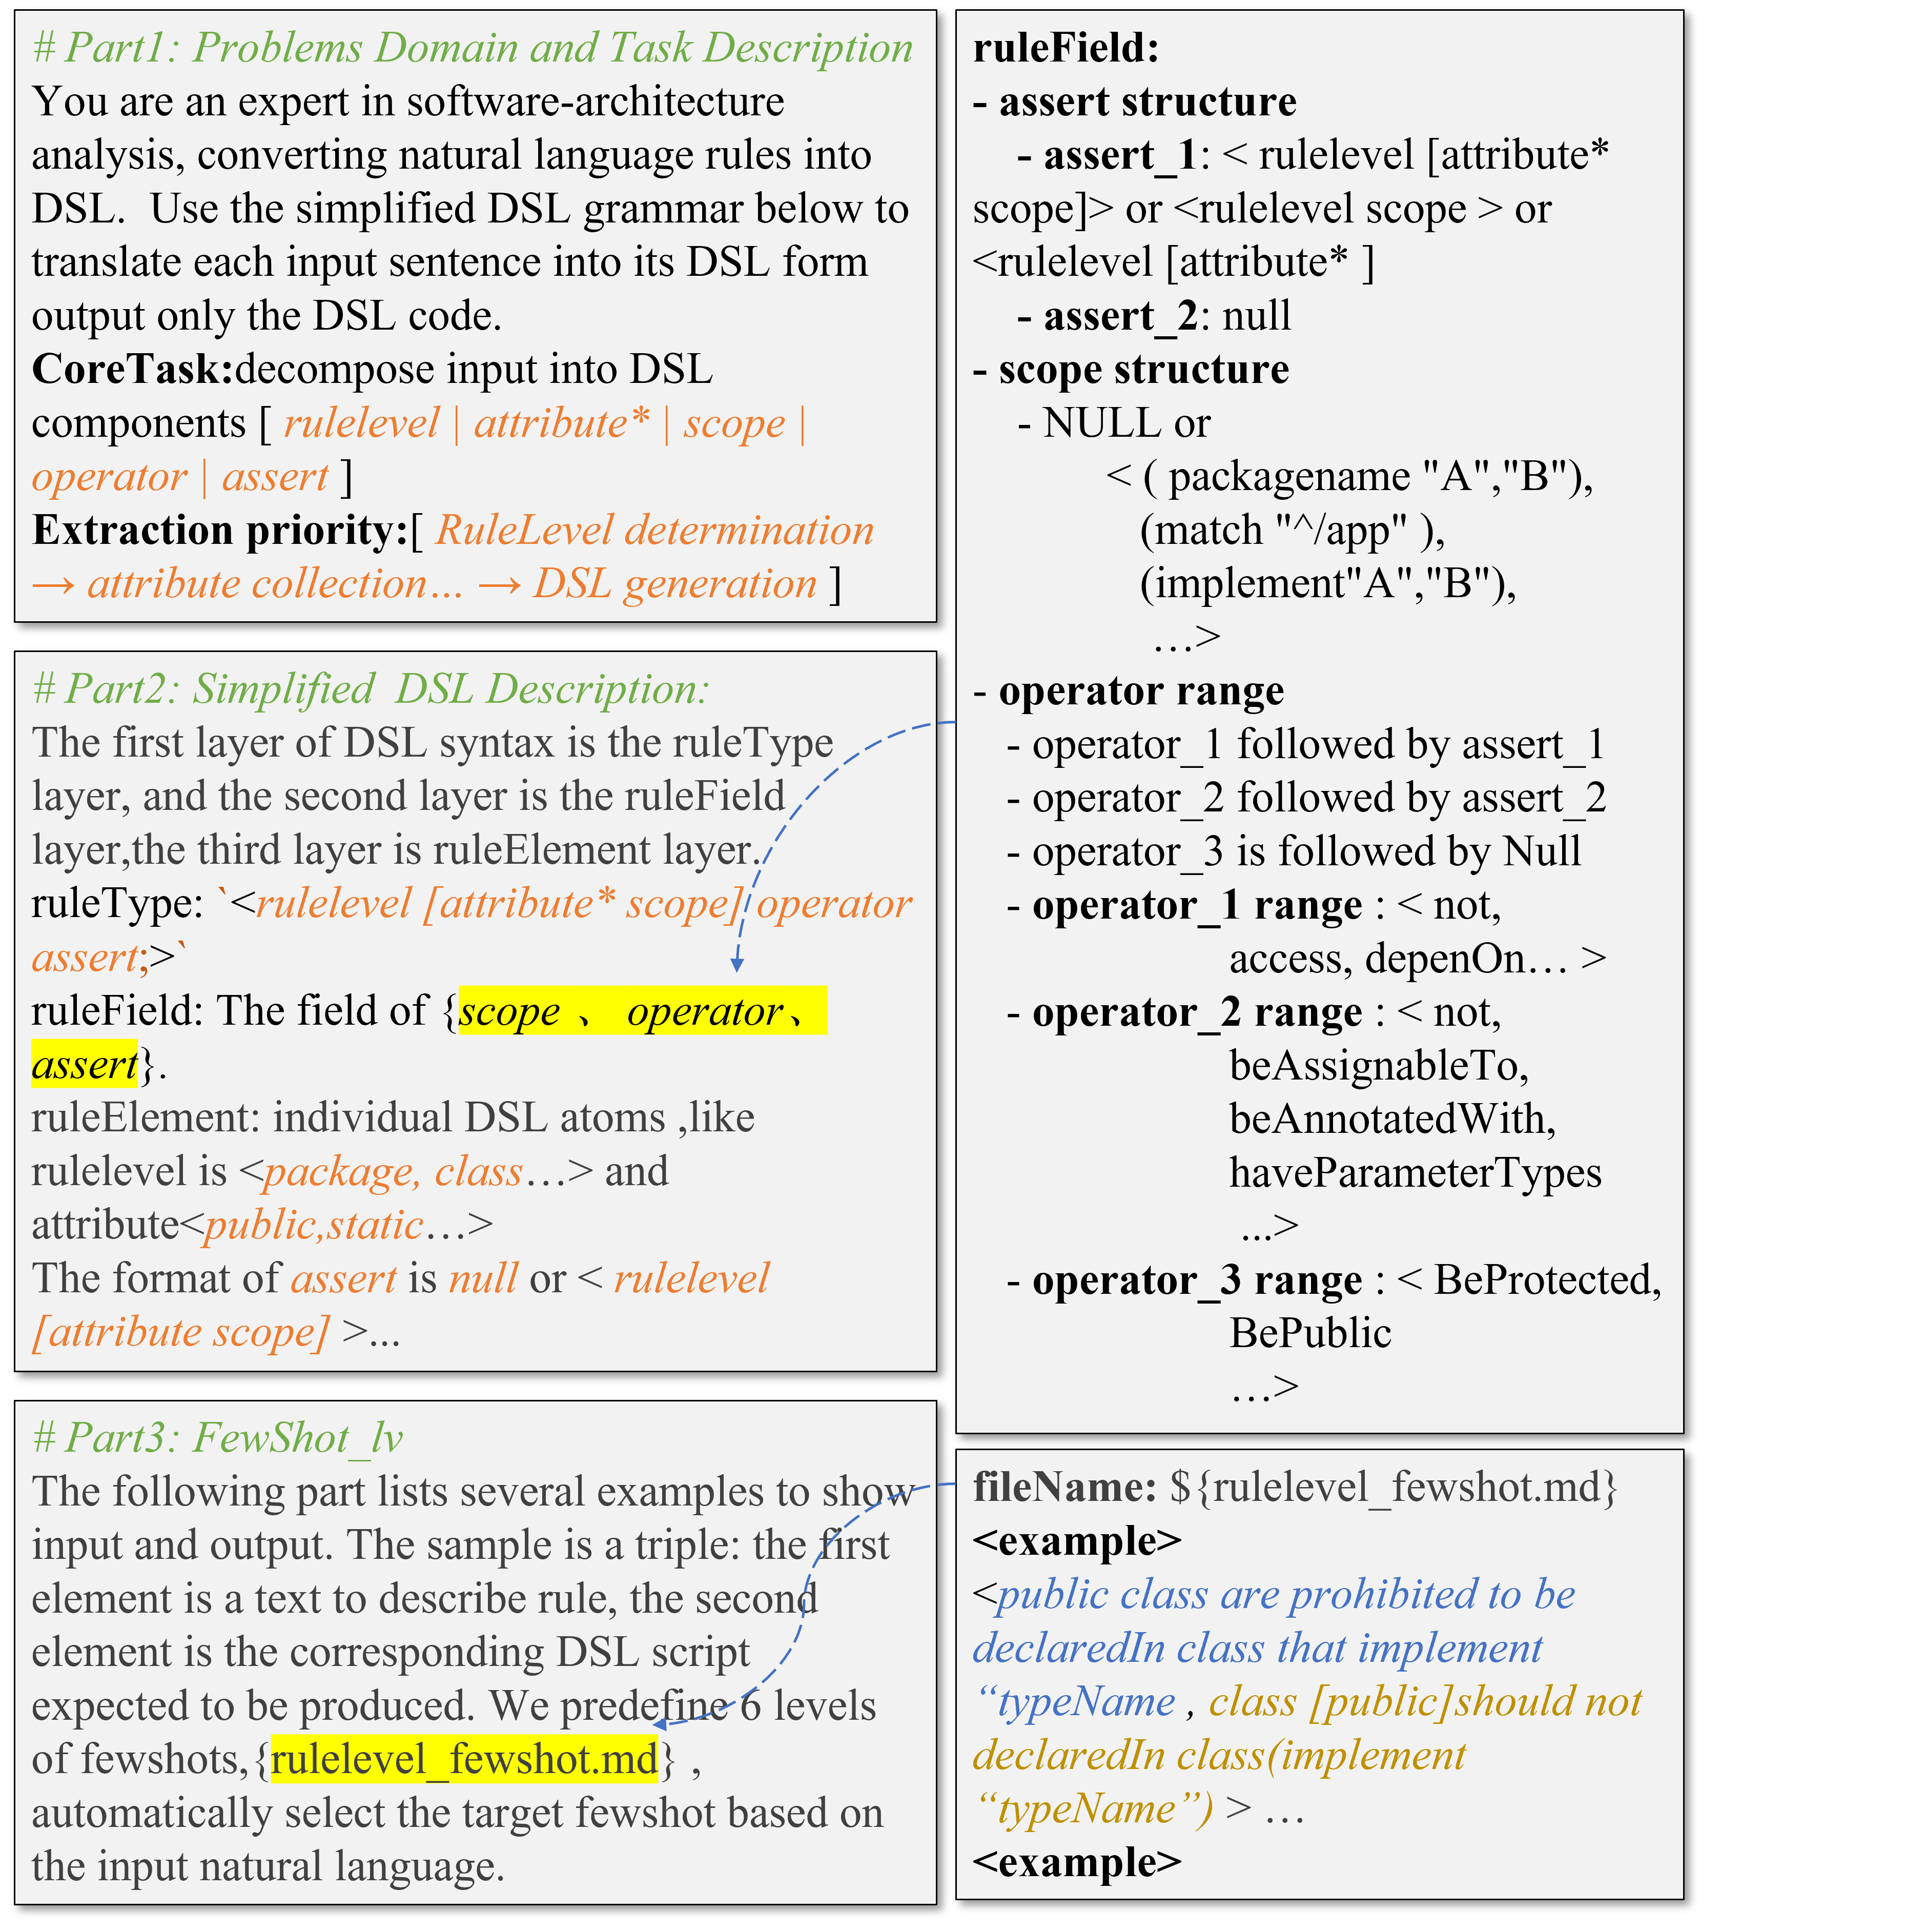 # Part1: Problems Domain and Task Description
You are an expert in software-architecture
analysis, converting natural language rules into
DSL.  Use the simplified DSL grammar below to
translate each input sentence into its DSL form
output only the DSL code.
CoreTask:decompose input into DSL
components [ rulelevel | attribute* | scope |
operator | assert ]
Extraction priority:[ RuleLevel determination
→ attribute collection… → DSL generation ]
# Part2: Simplified  DSL Description:
The first layer of DSL syntax is the ruleType
layer, and the second layer is the ruleField
layer,the third layer is ruleElement layer.
ruleType: `<rulelevel [attribute* scope] operator
assert;>`
ruleField: The field of {scope 、 operator、
assert}.
ruleElement: individual DSL atoms ,like
rulelevel is <package, class…> and
attribute<public,static…>
The format of assert is null or < rulelevel
[attribute scope] >...
# Part3: FewShot_lv
The following part lists several examples to show
input and output. The sample is a triple: the first
element is a text to describe rule, the second
element is the corresponding DSL script
expected to be produced. We predefine 6 levels
of fewshots,{rulelevel_fewshot.md} ,
automatically select the target fewshot based on
the input natural language.
ruleField:
- assert structure
- assert_1: < rulelevel [attribute*
scope]> or <rulelevel scope > or
<rulelevel [attribute* ]
- assert_2: null
- scope structure
- NULL or
< ( packagename "A","B"),
(match "^/app" ),
(implement"A","B"),
…>
- operator range
- operator_1 followed by assert_1
- operator_2 followed by assert_2
- operator_3 is followed by Null
- operator_1 range : < not,
access, depenOn… >
- operator_2 range : < not,
beAssignableTo,
beAnnotatedWith,
haveParameterTypes
...>
- operator_3 range : < BeProtected,
BePublic
…>
fileName: ${rulelevel_fewshot.md}
<example>
<public class are prohibited to be
declaredIn class that implement
“typeName , class [public]should not
declaredIn class(implement
“typeName”) > …
<example>